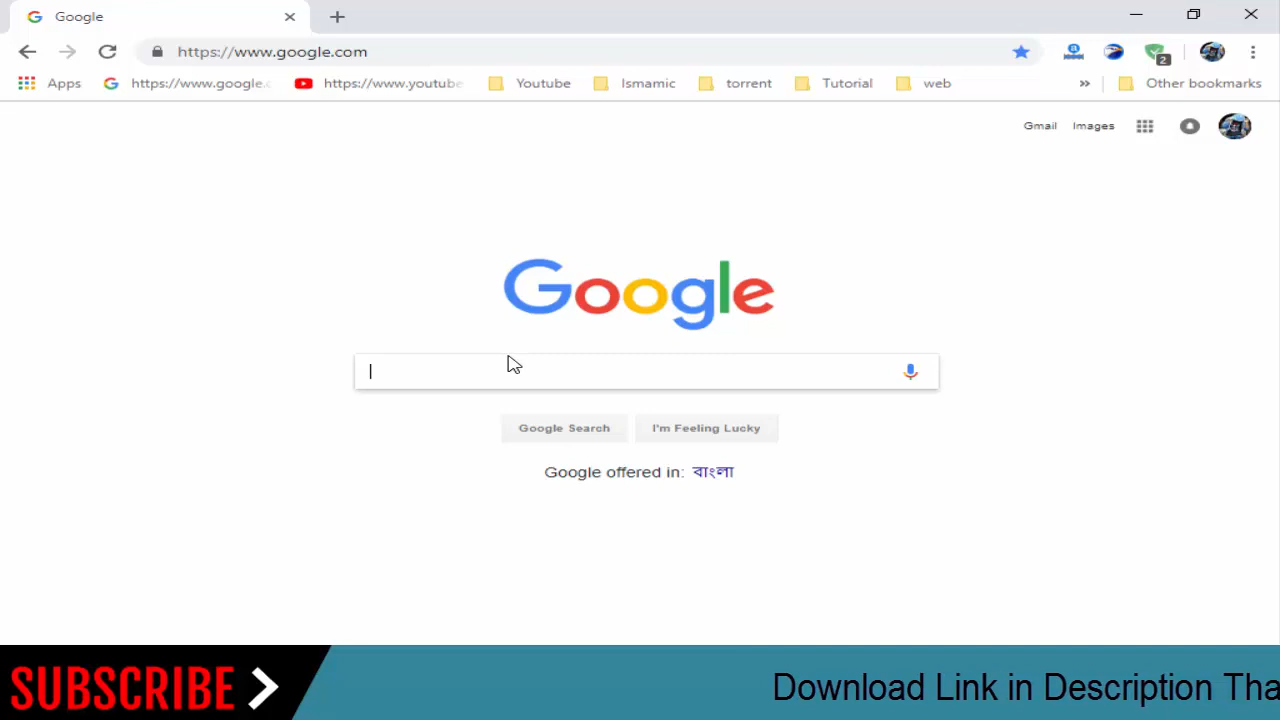 Google
https://www.google.com
Apps https://www.google.c https://www.youtube Youtube Ismamic torrent Tutorial web » Other bookmarks
2
Gmail Images
Google
Google Search I'm Feeling Lucky
Google offered in: বাংলা
SUBSCRIBE
Download Link in Description Tha